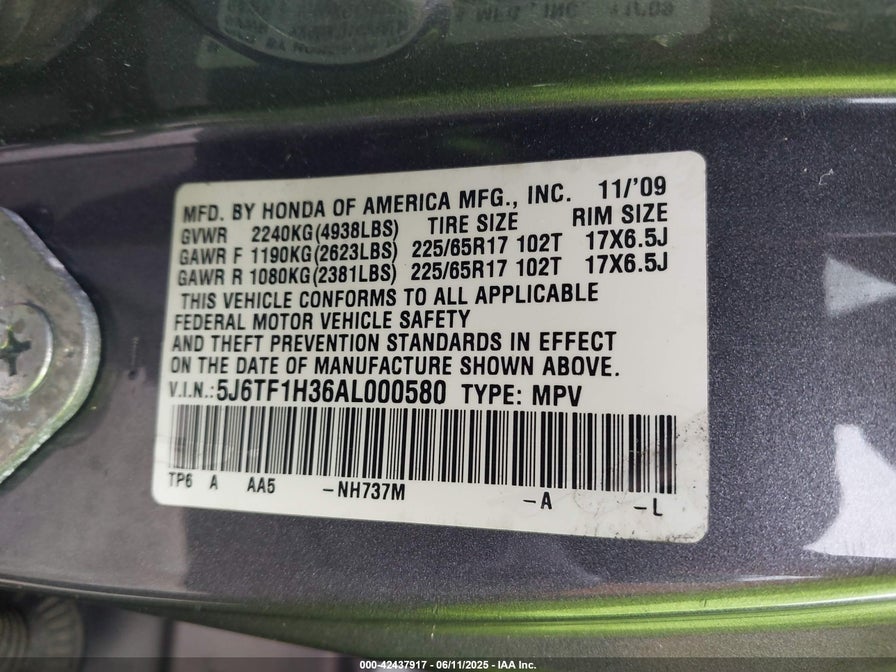 MFD. BY HONDA OF AMERICA MFG., INC. 11/'09
GVWR 2240KG(4938LBS) TIRE SIZE RIM SIZE
GAWR F 1190KG(2623LBS) 225/65R17 102T 17X6.5J
GAWR R 1080KG(2381LBS) 225/65R17 102T 17X6.5J
THIS VEHICLE CONFORMS TO ALL APPLICABLE
FEDERAL MOTOR VEHICLE SAFETY
AND THEFT PREVENTION STANDARDS IN EFFECT
ON THE DATE OF MANUFACTURE SHOWN ABOVE.
V.I.N.: 5J6TF1H36AL000580 TYPE: MPV
TP6 A AA5 -NH737M -A -L
000-42437917 - 06/11/2025 - IAA Inc.